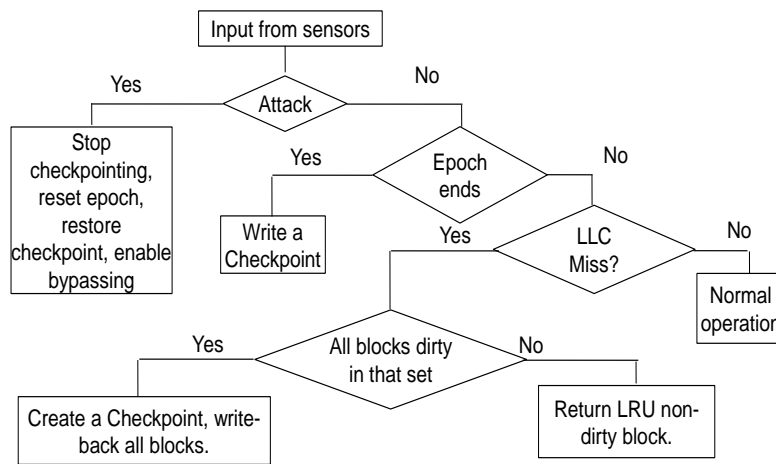 Input from sensors
Yes
No
Attack
Stop
checkpointing,
reset epoch,
restore
checkpoint, enable
bypassing
Epoch
ends
Yes
No
Write a
Checkpoint
Yes
LLC
Miss?
No
Normal
operation
Yes
All blocks dirty
in that set
No
Create a Checkpoint, write-
back all blocks.
Return LRU non-
dirty block.